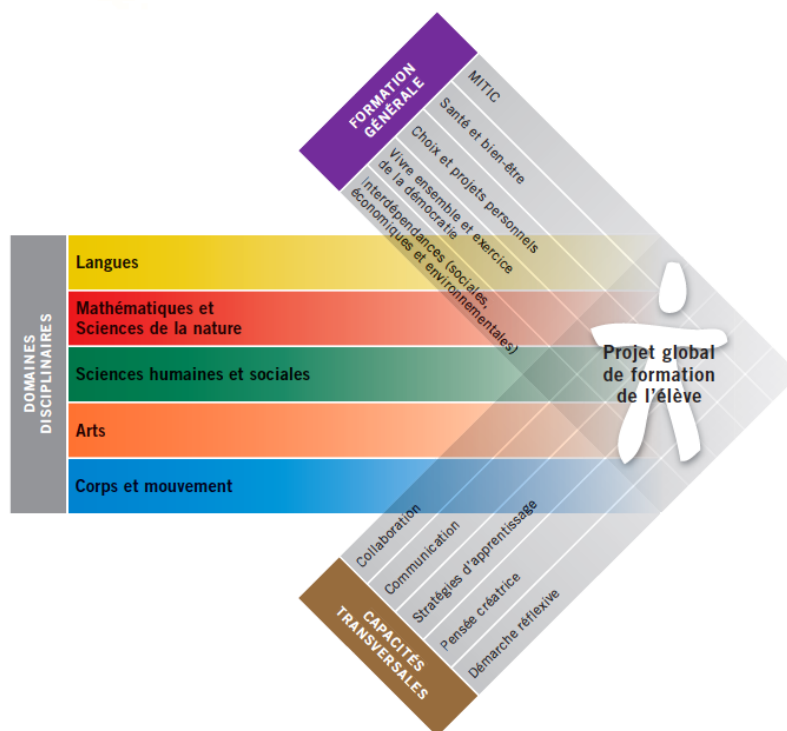 FORMATION
GÉNÉRALE
MITIC
Santé et bien-être
Choix et projets personnels
Vivre ensemble et exercice
de la démocratie
Interdépendances (sociales,
économiques et environnementales)
DOMAINES
DISCIPLINAIRES
Langues
Mathématiques et
Sciences de la nature
Sciences humaines et sociales
Arts
Corps et mouvement
Projet global
de formation
de l'élève
Collaboration
Communication
Stratégies d'apprentissage
Pensée créatrice
Démarche réflexive
CAPACITÉS
TRANSVERSALES